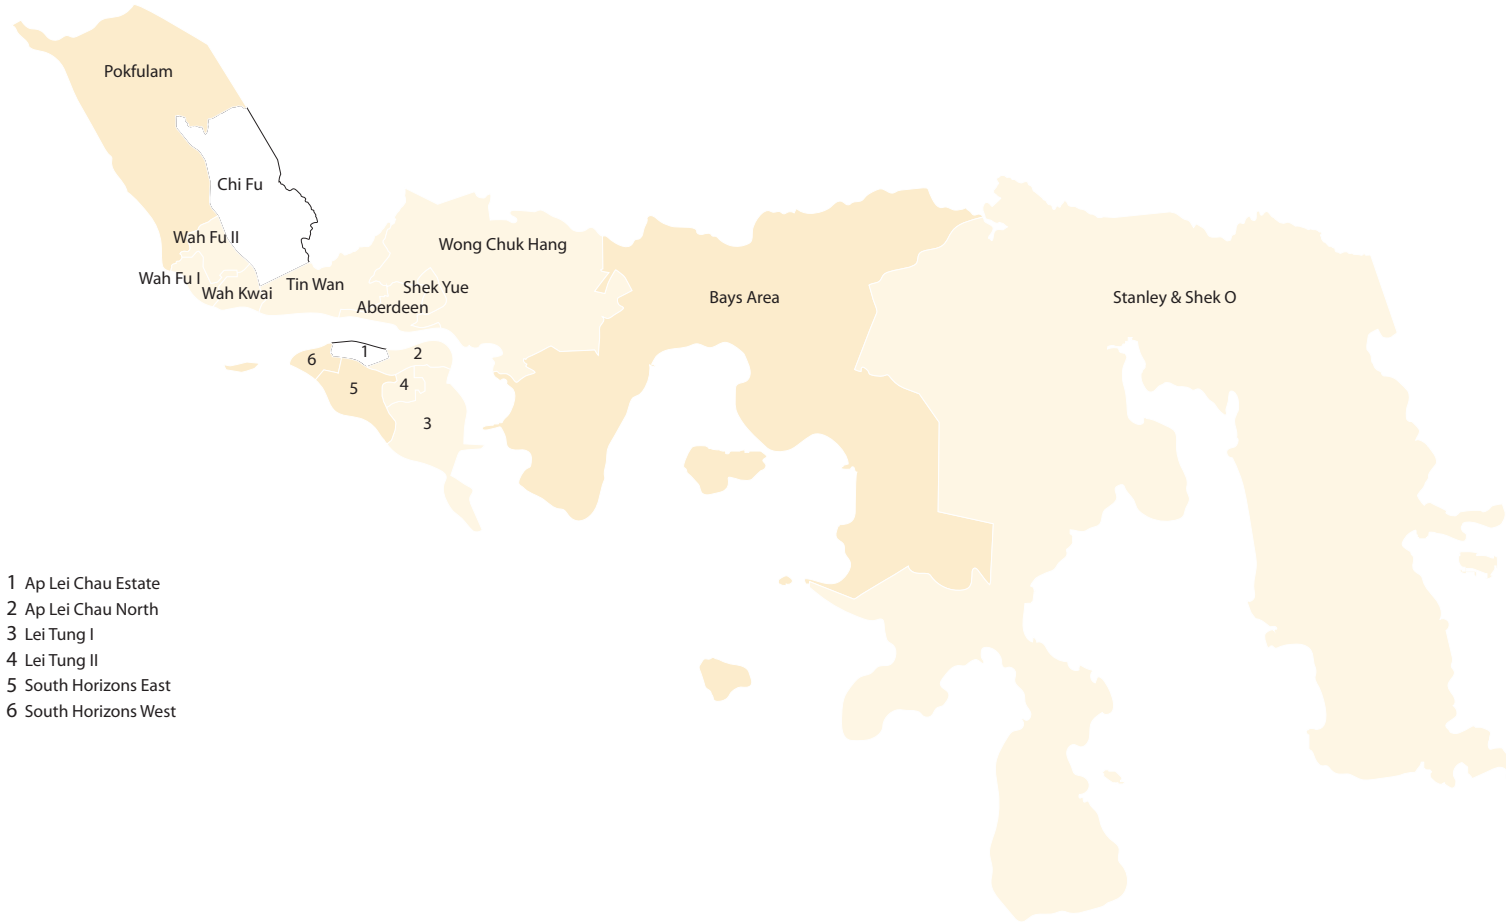 Pokfulam
Chi Fu
Wah Fu II
Wong Chuk Hang
Wah Fu I
Tin Wan
Shek Yue
Wah Kwai
Bays Area
Stanley & Shek O
Aberdeen
1
2
6
4
5
3
1 Ap Lei Chau Estate
2 Ap Lei Chau North
3 Lei Tung I
4 Lei Tung II
5 South Horizons East
6 South Horizons West